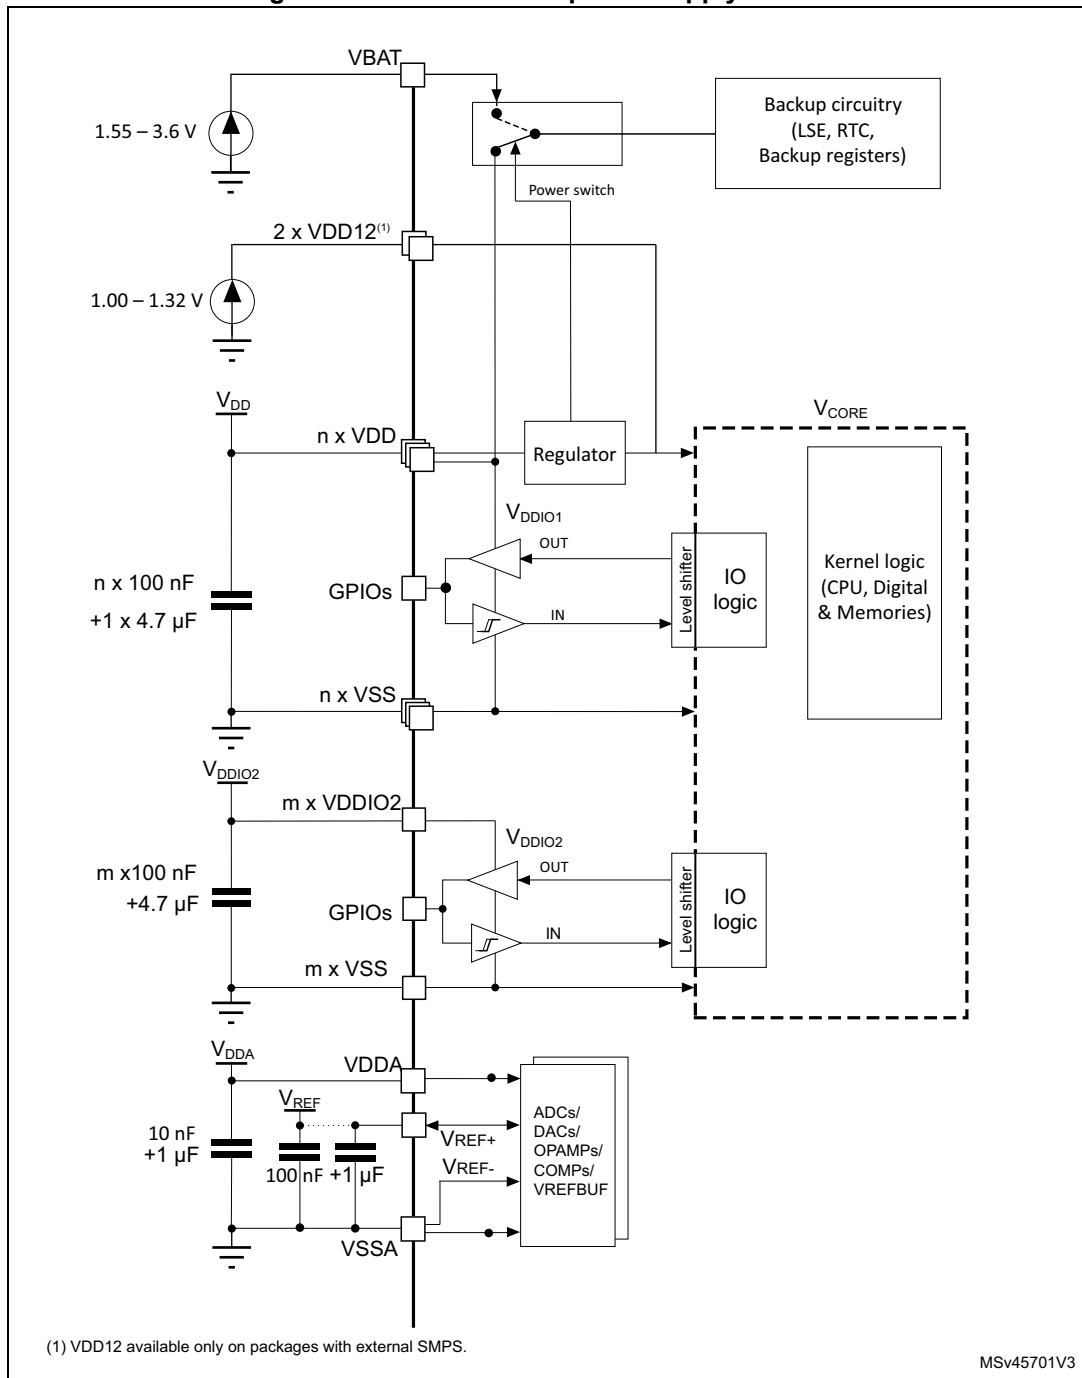 VBAT
1.55 – 3.6 V
Backup circuitry
(LSE, RTC,
Backup registers)
Power switch
2 x VDD12(1)
1.00 – 1.32 V
VDD
n x VDD
Regulator
VCORE
VDDIO1
OUT
GPIOs
IN
Level shifter
IO
logic
Kernel logic
(CPU, Digital
& Memories)
n x 100 nF
+1 x 4.7 µF
n x VSS
VDDIO2
m x VDDIO2
VDDIO2
OUT
m x100 nF
+4.7 µF
GPIOs
IN
Level shifter
IO
logic
m x VSS
VDDA
VDDA
VREF
10 nF
+1 µF
100 nF
+1 µF
VREF+
VREF-
ADCs/
DACs/
OPAMPs/
COMPs/
VREFBUF
VSSA
(1) VDD12 available only on packages with external SMPS.
MSv45701V3